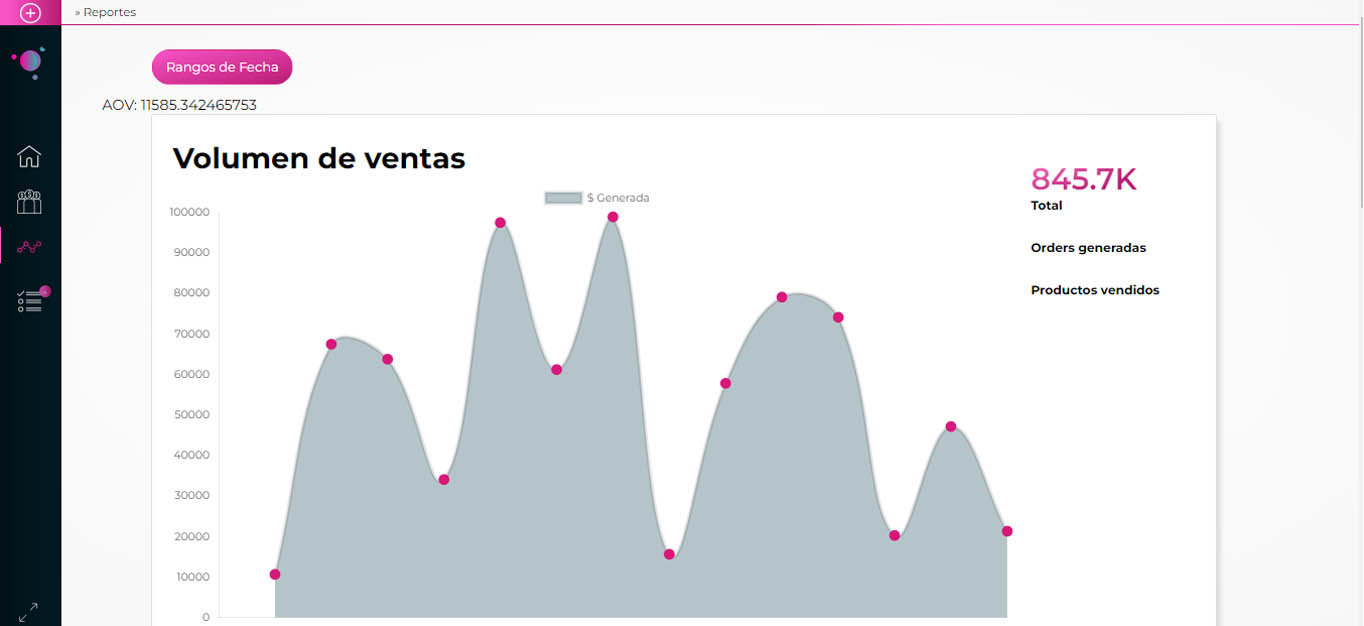 » Reportes
Rangos de Fecha
AOV: 11585.342465753
Volumen de ventas
845.7K
Total
$ Generada
Orders generadas
Productos vendidos
100000
90000
80000
70000
60000
50000
40000
30000
20000
10000
0